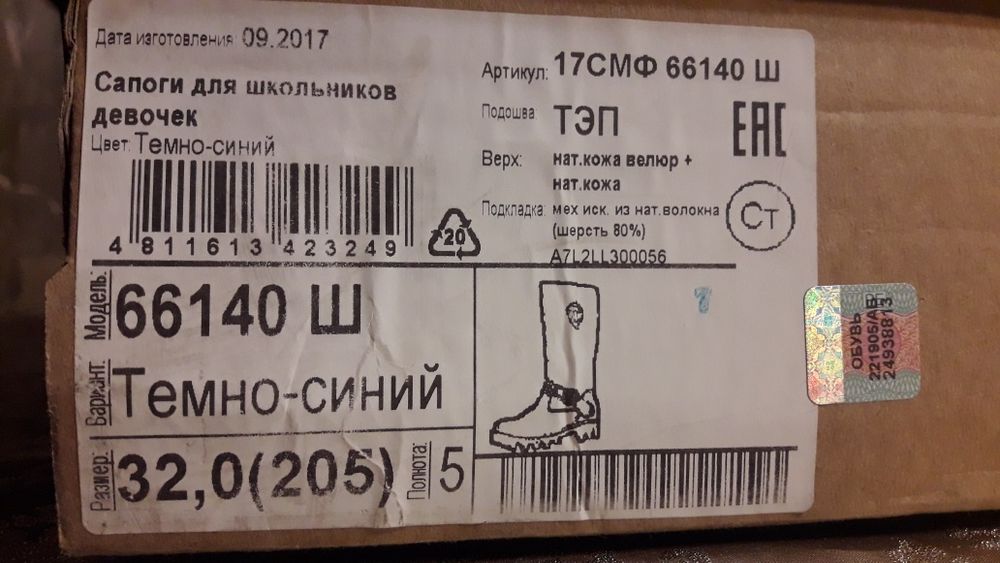 Дата изготовления: 09.2017
Сапоги для школьников
девочек
Цвет: Темно-синий
4 811613 423249
20
Артикул: 17СМФ 66140 Ш
Подошва: ТЭП
Верх: нат.кожа велюр +
нат.кожа
Подкладка: мех иск. из нат.волокна
(шерсть 80%)
A7L2LL300056
ЕАС
Ст
Модель: 66140 Ш
Вариант: Темно-синий
Размер: 32,0(205)
Полнота: 5
ОБУВЬ
221905/АВ
24938813